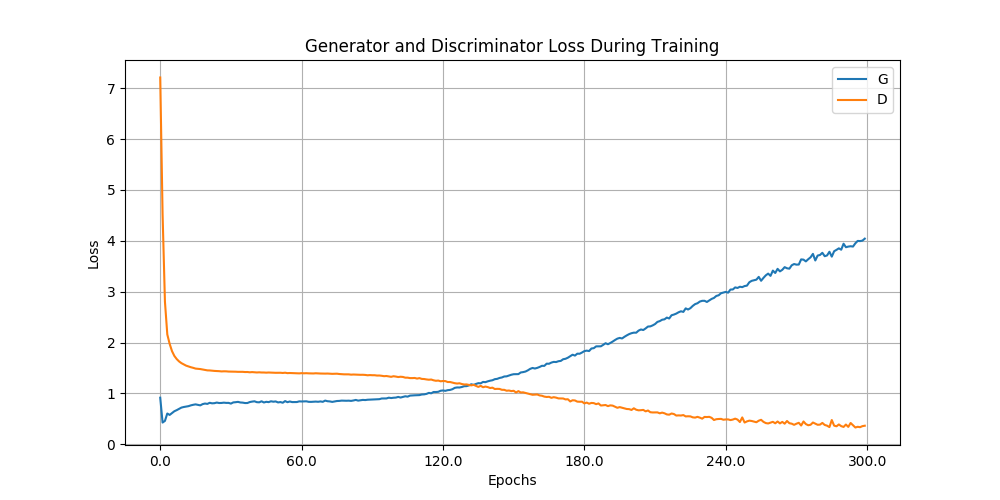 Generator and Discriminator Loss During Training
G
D
7
6
5
4
3
2
1
0
Loss
0.0 60.0 120.0 180.0 240.0 300.0
Epochs